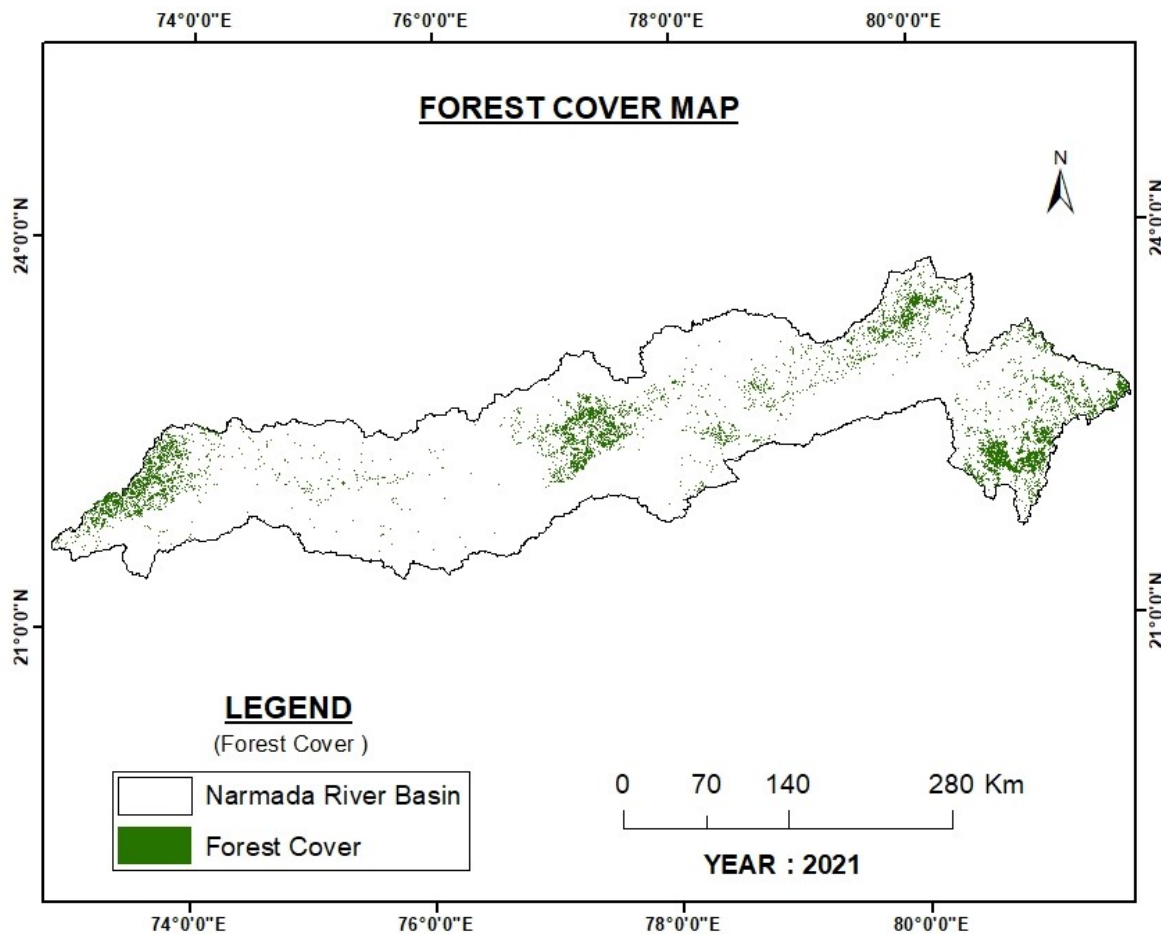 74°0'0"E 76°0'0"E 78°0'0"E 80°0'0"E
FOREST COVER MAP
N
24°0'0"N 24°0'0"N
21°0'0"N 21°0'0"N
LEGEND
(Forest Cover )
Narmada River Basin
Forest Cover
0 70 140 280 Km
YEAR : 2021
74°0'0"E 76°0'0"E 78°0'0"E 80°0'0"E